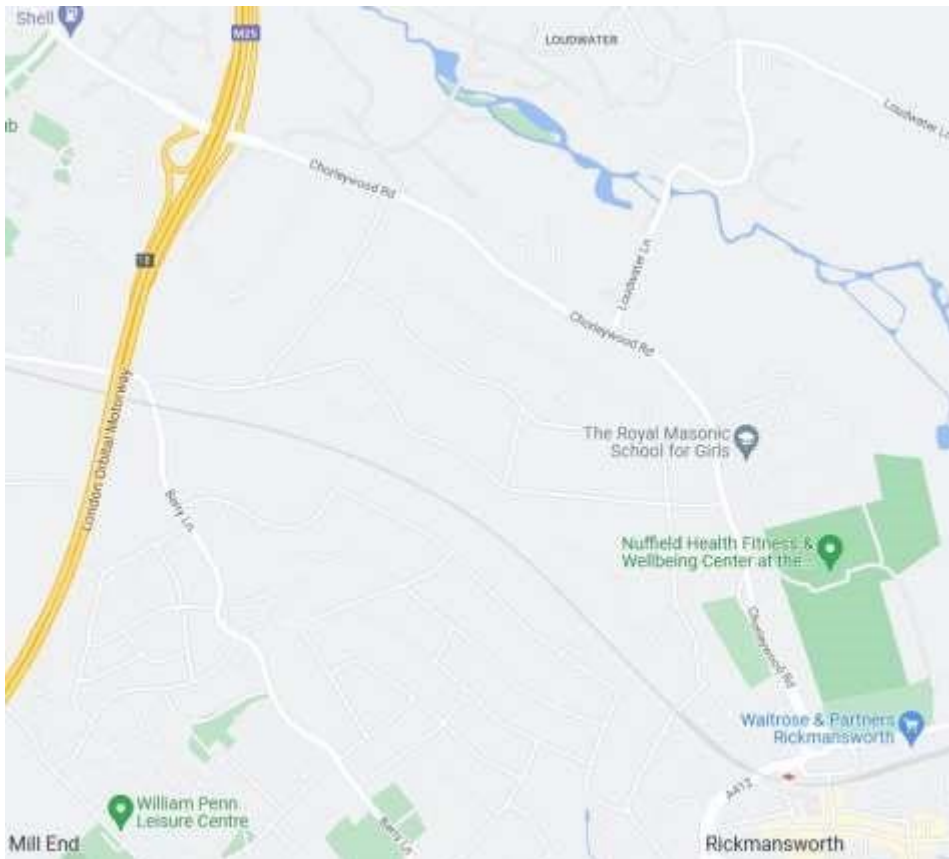 Shell
M25
LOUDWATER
Loudwater Ln
Chorleywood Rd
Loudwater Ln
18
Chorleywood Rd
London Orbital Motorway
The Royal Masonic
School for Girls
Berry Ln
Nuffield Health Fitness &
Wellbeing Center at the...
Chorleywood Rd
Waitrose & Partners
Rickmansworth
A412
William Penn
Leisure Centre
Berry Ln
Mill End
Rickmansworth